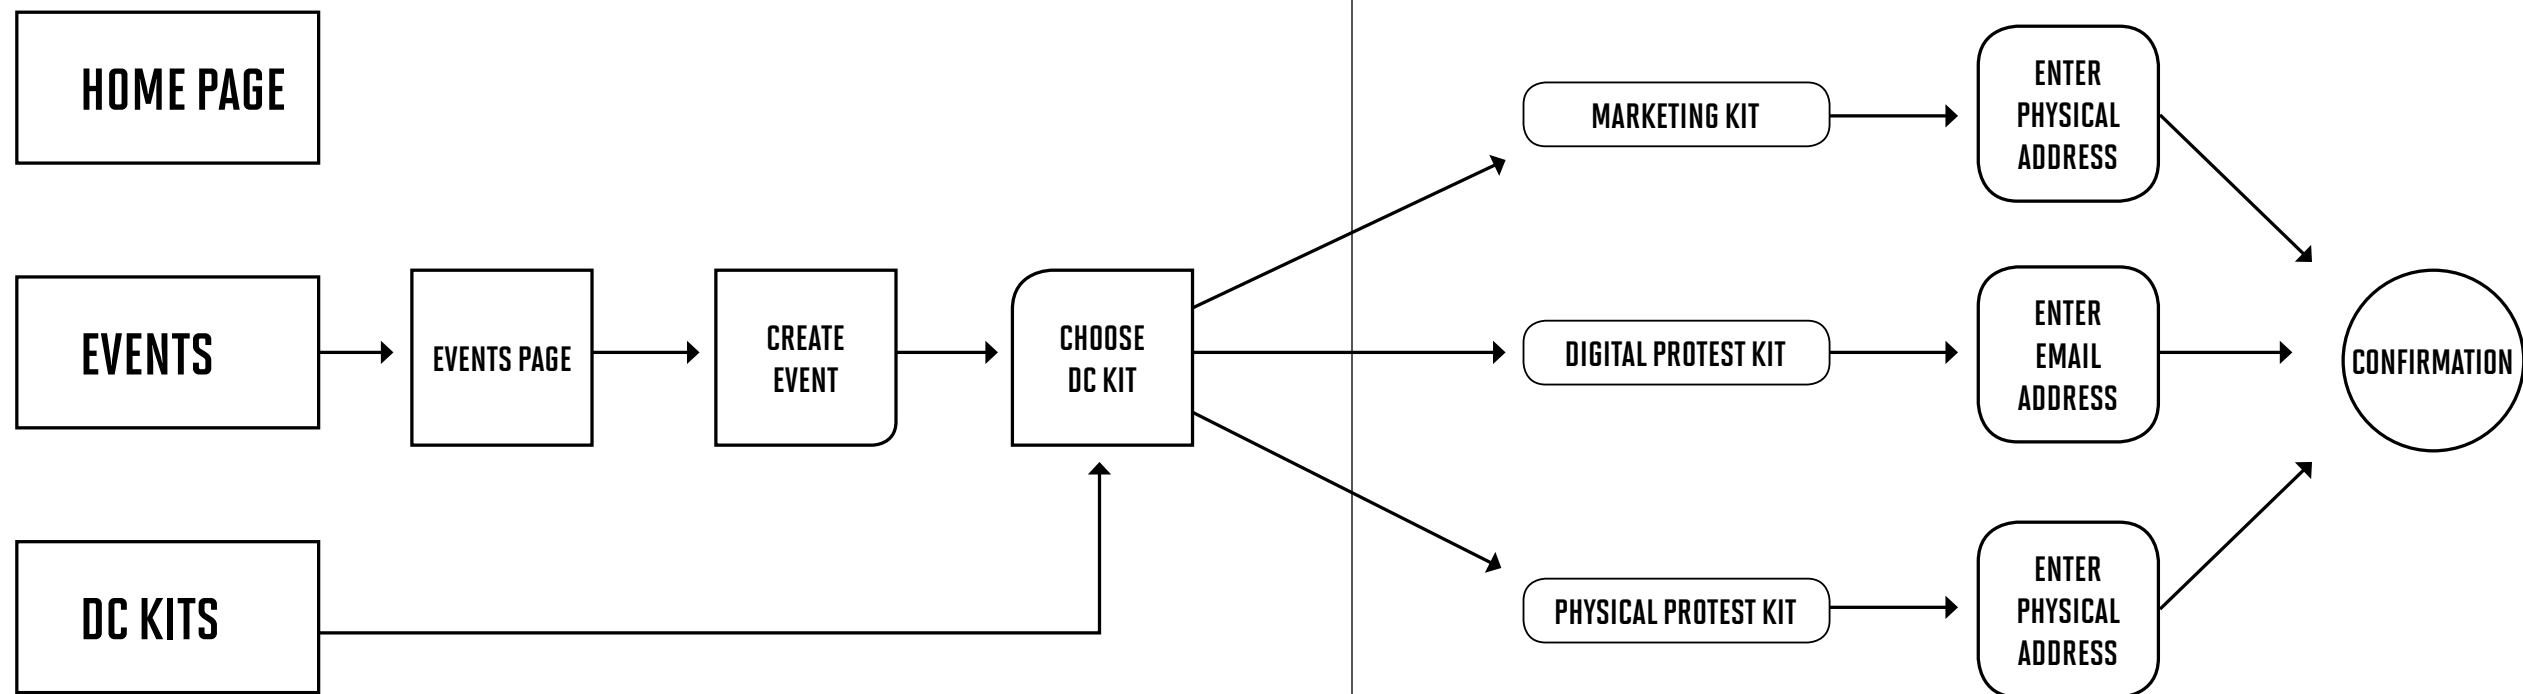 HOME PAGE
EVENTS
DC KITS
EVENTS PAGE
CREATE
EVENT
CHOOSE
DC KIT
MARKETING KIT
DIGITAL PROTEST KIT
PHYSICAL PROTEST KIT
ENTER
PHYSICAL
ADDRESS
ENTER
EMAIL
ADDRESS
ENTER
PHYSICAL
ADDRESS
CONFIRMATION